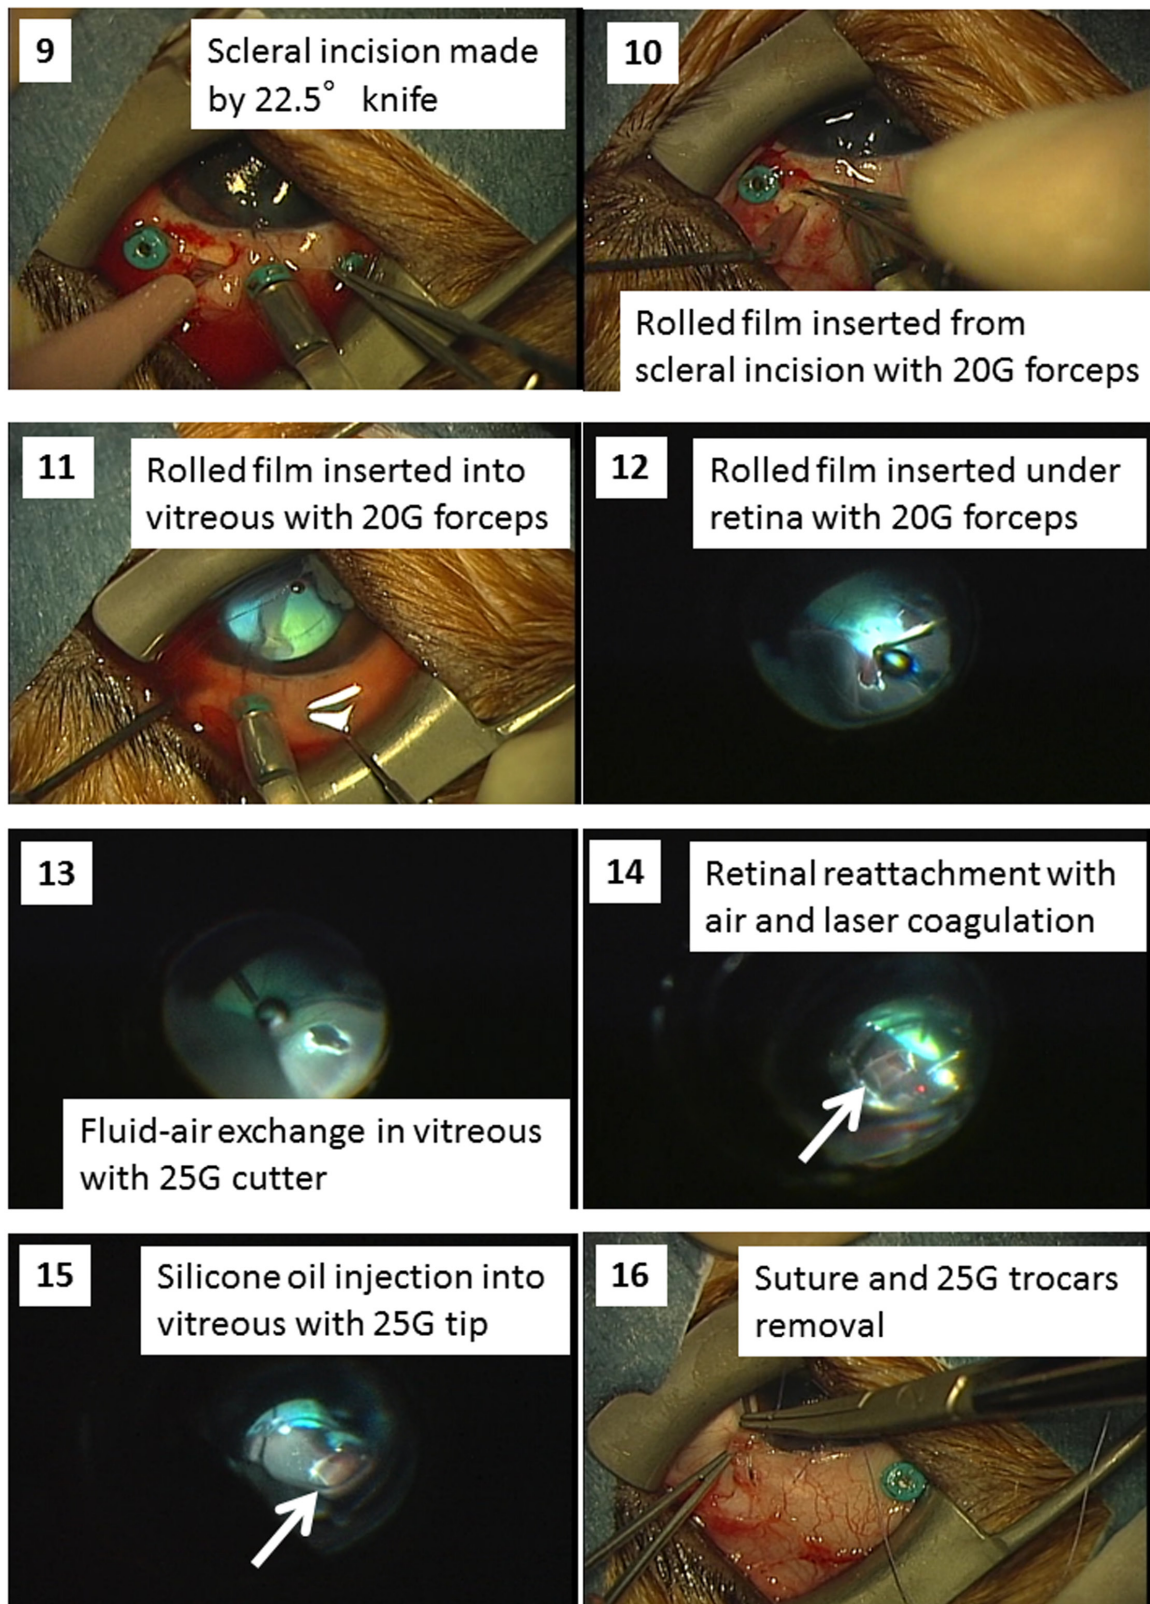 9
Scleral incision made
by 22.5° knife
10
Rolled film inserted from
scleral incision with 20G forceps
11
Rolled film inserted into
vitreous with 20G forceps
12
Rolled film inserted under
retina with 20G forceps
13
Fluid-air exchange in vitreous
with 25G cutter
14
Retinal reattachment with
air and laser coagulation
15
Silicone oil injection into
vitreous with 25G tip
16
Suture and 25G trocars
removal